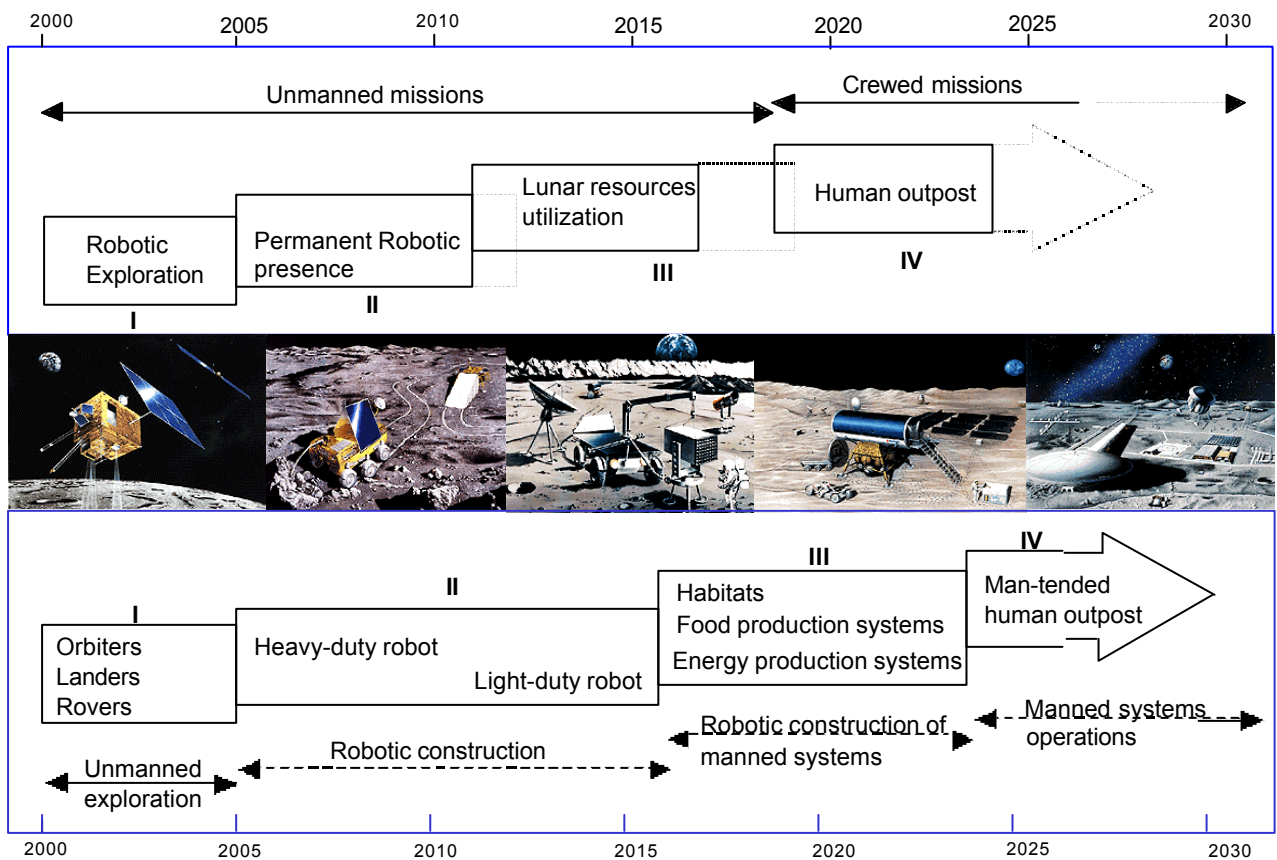 2000 2005 2010 2015 2020 2025 2030
Unmanned missions
Crewed missions
Robotic
Exploration
I
Permanent Robotic
presence
II
Lunar resources
utilization
III
Human outpost
IV
I
Orbiters
Landers
Rovers
II
Heavy-duty robot
Light-duty robot
III
Habitats
Food production systems
Energy production systems
IV
Man-tended
human outpost
Unmanned
exploration
Robotic construction
Robotic construction of
manned systems
Manned systems
operations
2000 2005 2010 2015 2020 2025 2030